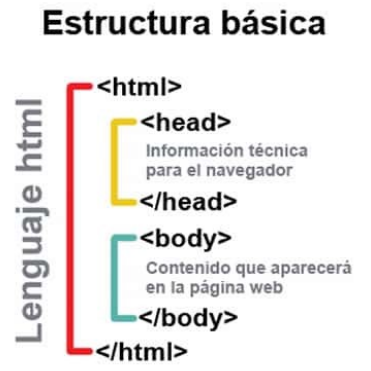 Estructura básica
Lenguaje html
<html>
<head>
Información técnica
para el navegador
</head>
<body>
Contenido que aparecerá
en la página web
</body>
</html>